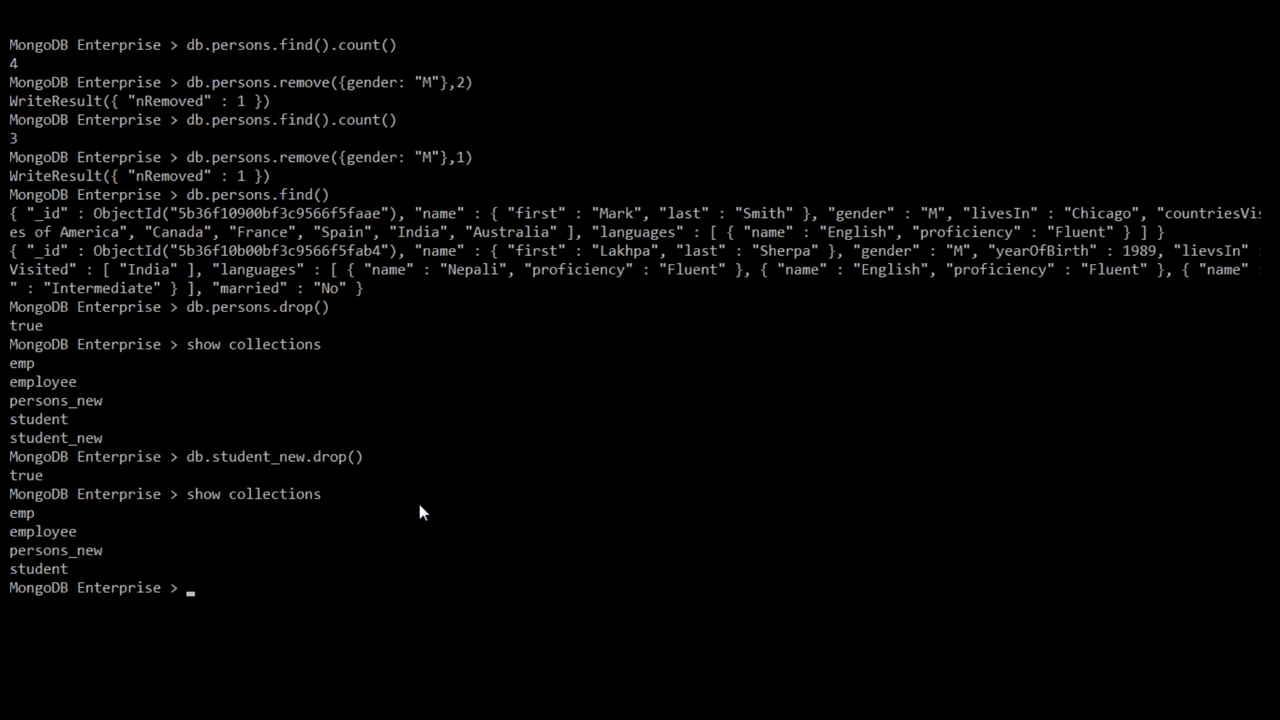 MongoDB Enterprise > db.persons.find().count()
4
MongoDB Enterprise > db.persons.remove({gender: "M"},2)
WriteResult({ "nRemoved" : 1 })
MongoDB Enterprise > db.persons.find().count()
3
MongoDB Enterprise > db.persons.remove({gender: "M"},1)
WriteResult({ "nRemoved" : 1 })
MongoDB Enterprise > db.persons.find()
{ "_id" : ObjectId("5b36f10900bf3c9566f5faae"), "name" : { "first" : "Mark", "last" : "Smith" }, "gender" : "M", "livesIn" : "Chicago", "countriesVis
es of America", "Canada", "France", "Spain", "India", "Australia" ], "languages" : [ { "name" : "English", "proficiency" : "Fluent" } ] }
{ "_id" : ObjectId("5b36f10b00bf3c9566f5fab4"), "name" : { "first" : "Lakhpa", "last" : "Sherpa" }, "gender" : "M", "yearOfBirth" : 1989, "lievsIn" :
Visited" : [ "India" ], "languages" : [ { "name" : "Nepali", "proficiency" : "Fluent" }, { "name" : "English", "proficiency" : "Fluent" }, { "name" :
" : "Intermediate" } ], "married" : "No" }
MongoDB Enterprise > db.persons.drop()
true
MongoDB Enterprise > show collections
emp
employee
persons_new
student
student_new
MongoDB Enterprise > db.student_new.drop()
true
MongoDB Enterprise > show collections
emp
employee
persons_new
student
MongoDB Enterprise > _